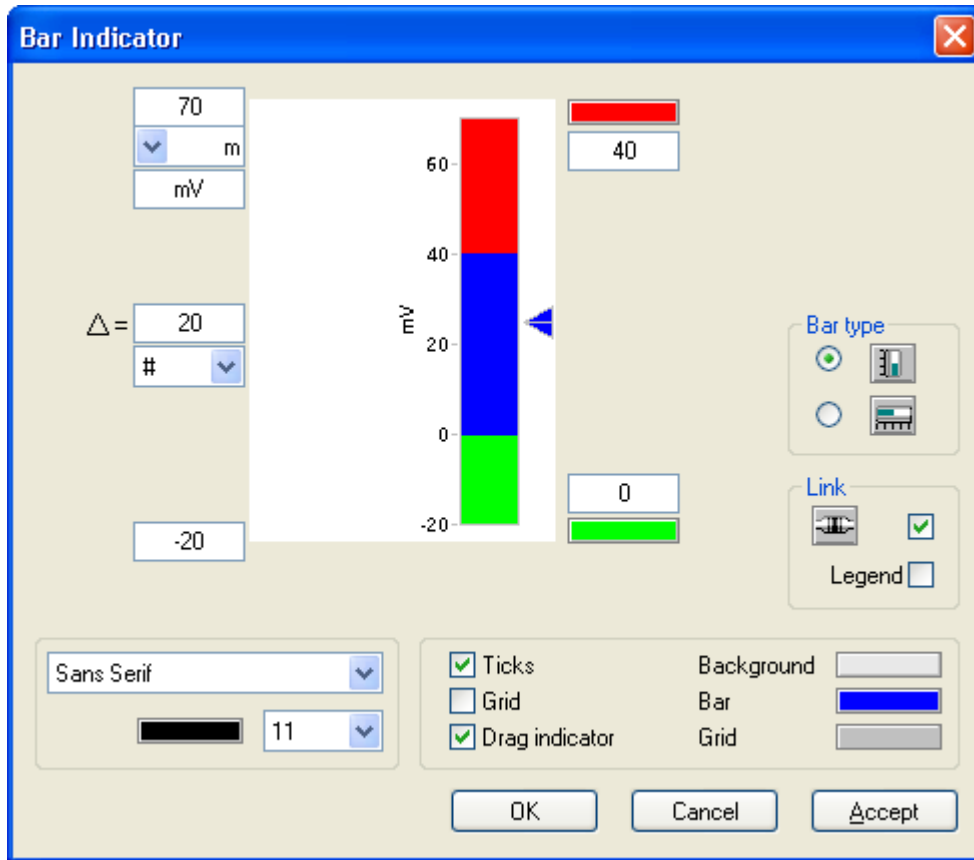 Bar Indicator
70
m
mV
40
60
40
20
0
-20
mV
Δ =
20
#
-20
0
Bar type
Link
Legend
Sans Serif
11
Ticks
Grid
Drag indicator
Background
Bar
Grid
OK
Cancel
Accept